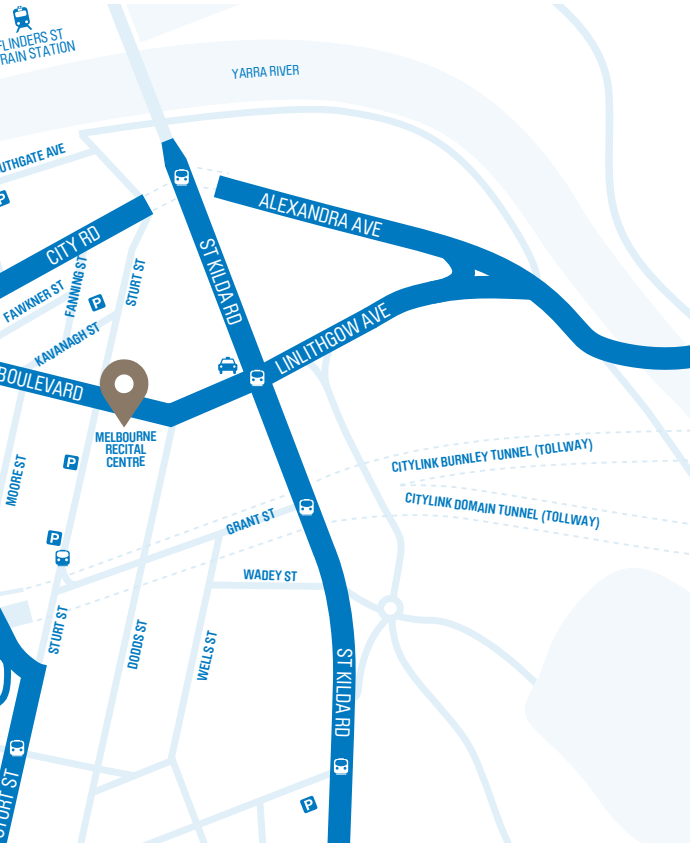 FLINDERS ST
TRAIN STATION
YARRA RIVER
UTHGATE AVE
P
ALEXANDRA AVE
CITY RD
ST KILDA RD
FANNING ST
STURT ST
FAWKNER ST
P
KAVANAGH ST
LINLITHGOW AVE
BOULEVARD
MELBOURNE
RECITAL
CENTRE
MOORE ST
P
CITYLINK BURNLEY TUNNEL (TOLLWAY)
CITYLINK DOMAIN TUNNEL (TOLLWAY)
GRANT ST
P
WADEY ST
STURT ST
DODDS ST
WELLS ST
ST KILDA RD
STURT ST
P